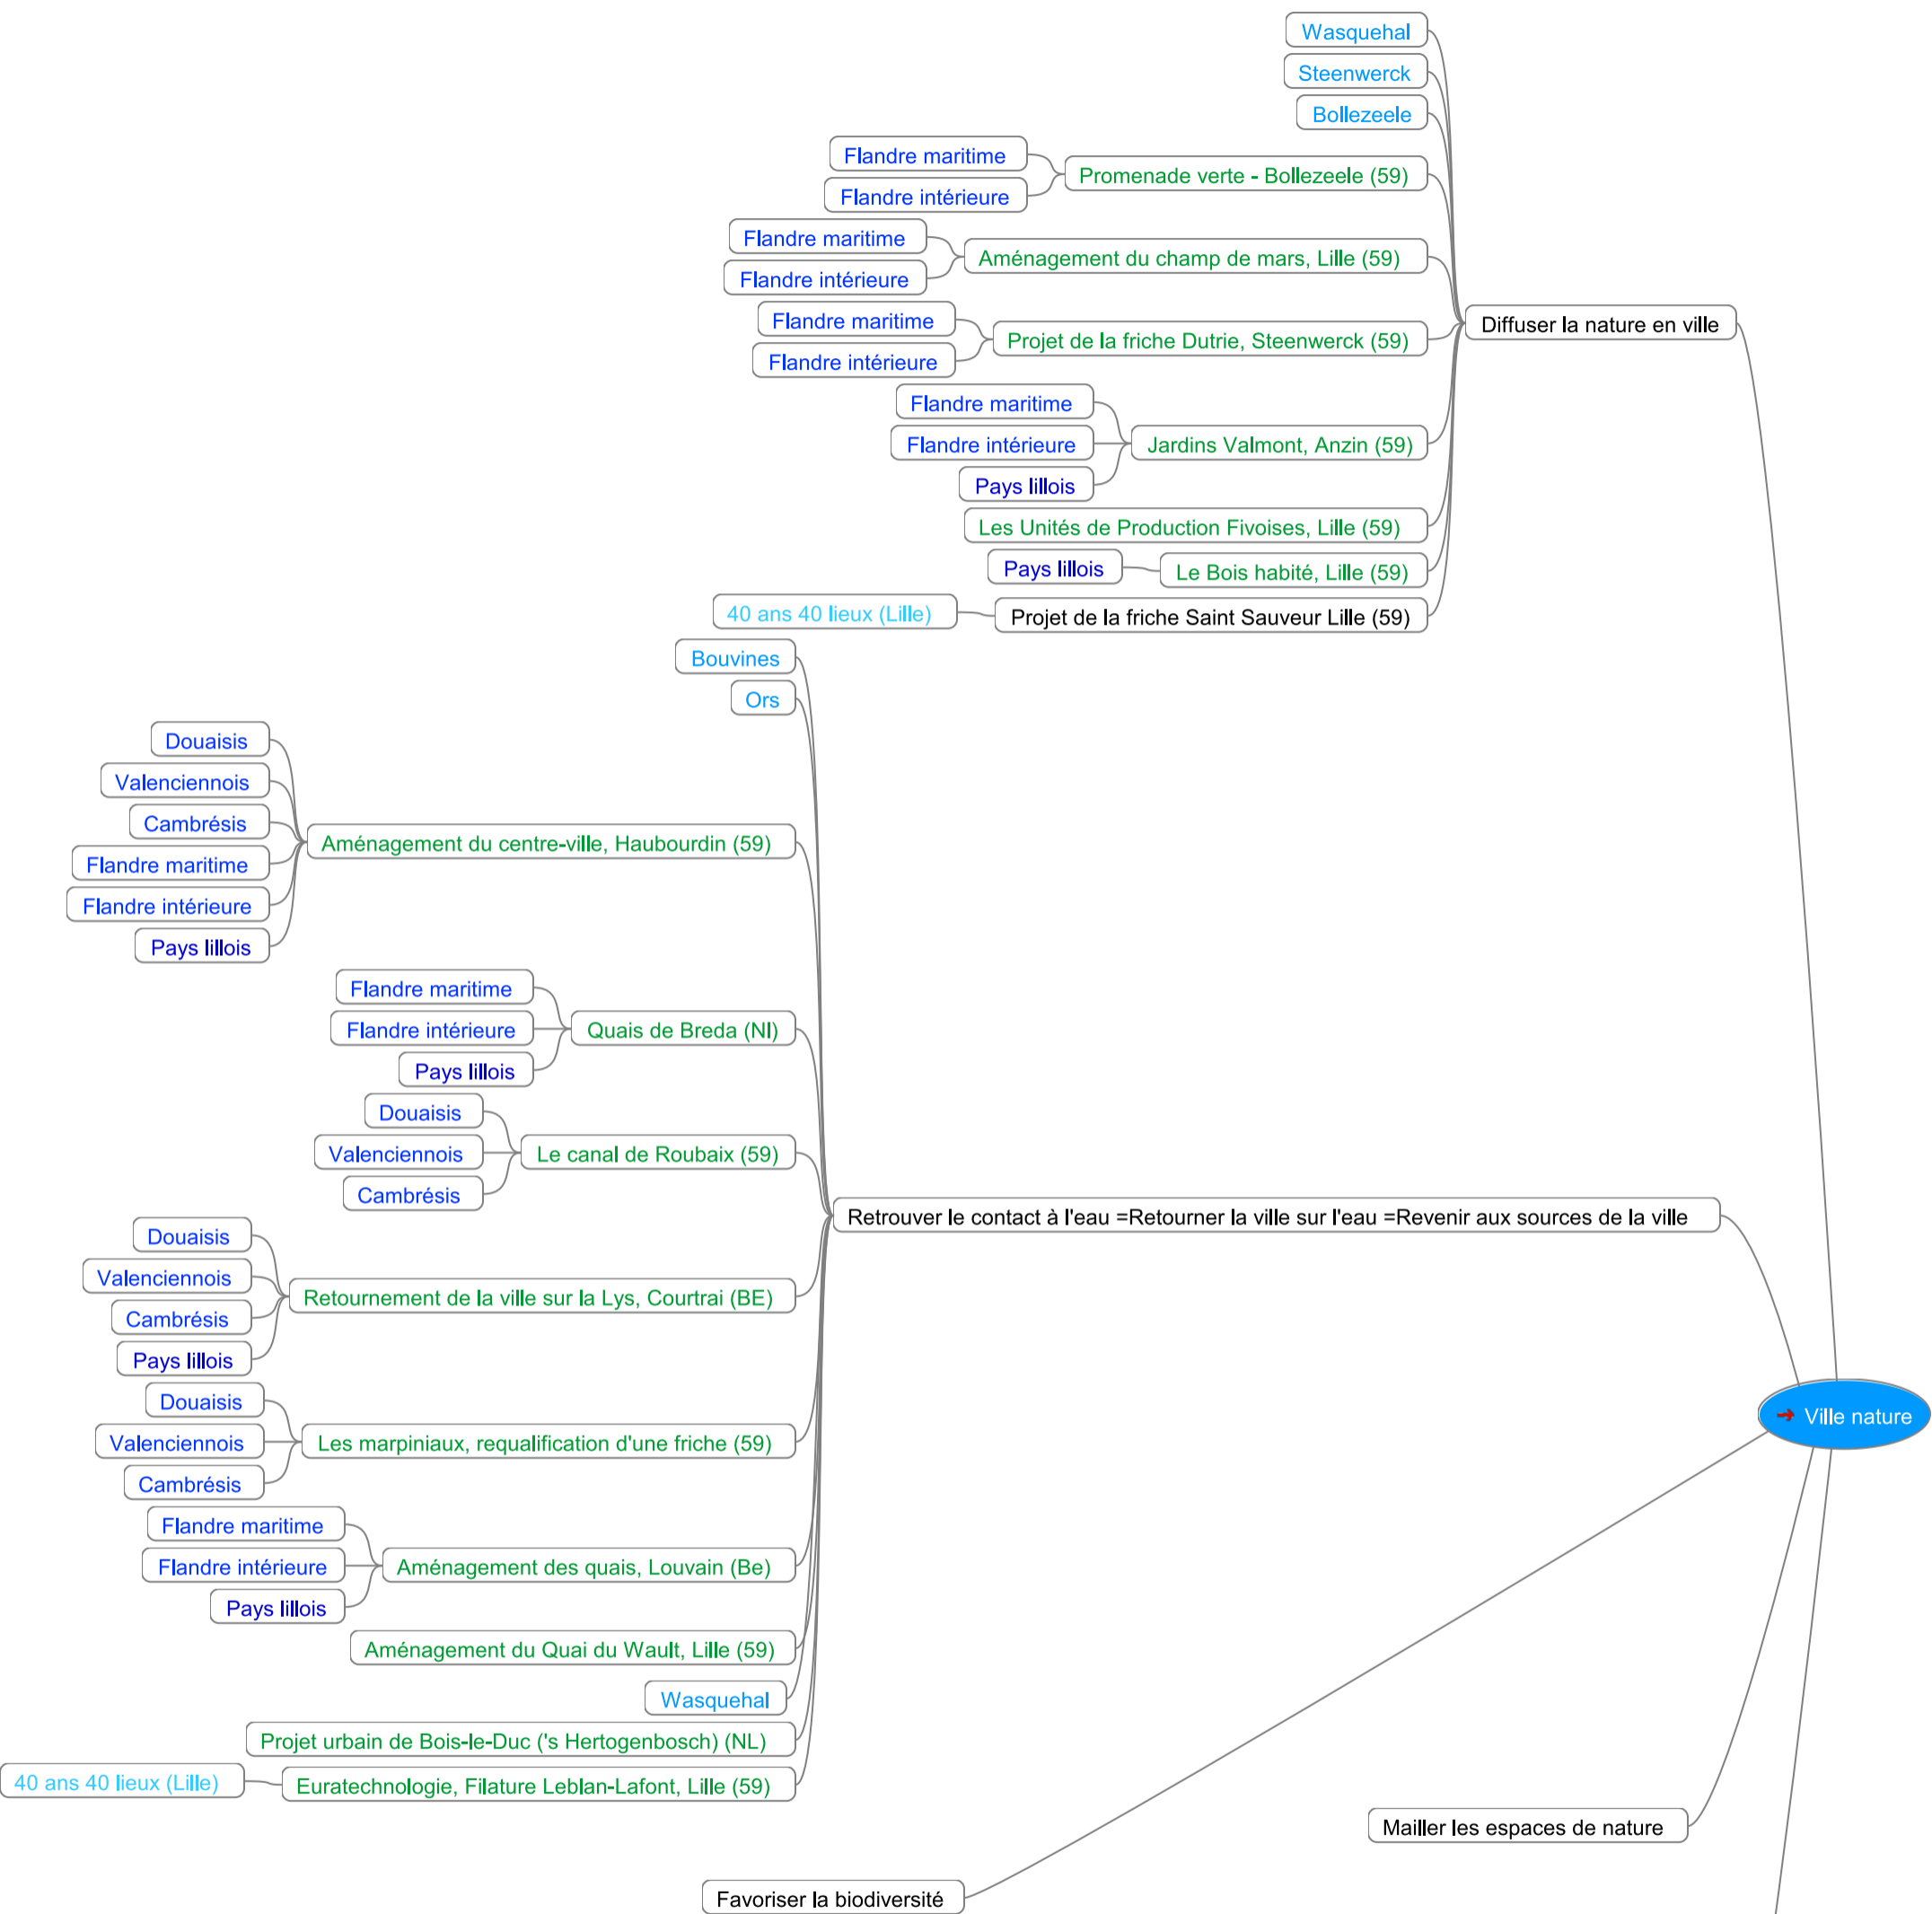 Wasquehal
Steenwerck
Bollezeele
Flandre maritime
Flandre intérieure
Promenade verte - Bollezeele (59)
Flandre maritime
Flandre intérieure
Aménagement du champ de mars, Lille (59)
Flandre maritime
Flandre intérieure
Projet de la friche Dutrie, Steenwerck (59)
Diffuser la nature en ville
Flandre maritime
Flandre intérieure
Pays lillois
Jardins Valmont, Anzin (59)
Les Unités de Production Fivoises, Lille (59)
Pays lillois
Le Bois habité, Lille (59)
40 ans 40 lieux (Lille)
Projet de la friche Saint Sauveur Lille (59)
Bouvines
Ors
Douaisis
Valenciennois
Cambrésis
Flandre maritime
Flandre intérieure
Pays lillois
Aménagement du centre-ville, Haubourdin (59)
Flandre maritime
Flandre intérieure
Pays lillois
Quais de Breda (Nl)
Douaisis
Valenciennois
Cambrésis
Le canal de Roubaix (59)
Retrouver le contact à l'eau =Retourner la ville sur l'eau =Revenir aux sources de la ville
Douaisis
Valenciennois
Cambrésis
Pays lillois
Retournement de la ville sur la Lys, Courtrai (BE)
Douaisis
Valenciennois
Cambrésis
Les marpiniaux, requalification d'une friche (59)
Ville nature
Flandre maritime
Flandre intérieure
Pays lillois
Aménagement des quais, Louvain (Be)
Aménagement du Quai du Wault, Lille (59)
Wasquehal
Projet urbain de Bois-le-Duc ('s Hertogenbosch) (NL)
40 ans 40 lieux (Lille)
Euratechnologie, Filature Leblan-Lafont, Lille (59)
Mailler les espaces de nature
Favoriser la biodiversité